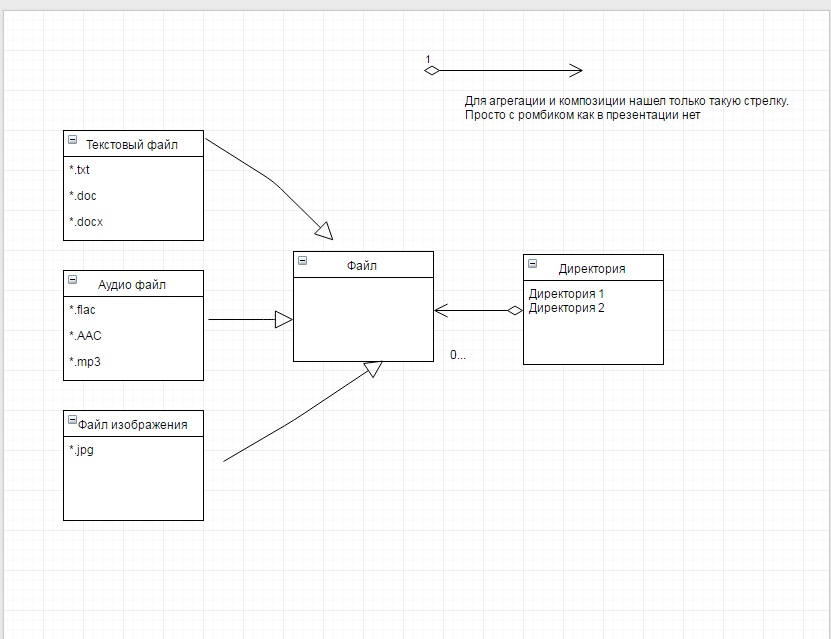 1
Для агрегации и композиции нашел только такую стрелку.
Просто с ромбиком как в презентации нет
Текстовый файл
*.txt
*.doc
*.docx
Аудио файл
*.flac
*.AAC
*.mp3
Файл изображения
*.jpg
Файл
0...
Директория
Директория 1
Директория 2